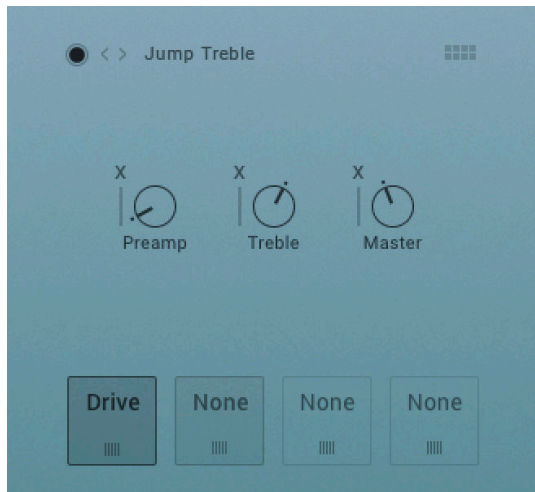 < > Jump Treble
X X X
Preamp Treble Master
Drive None None None